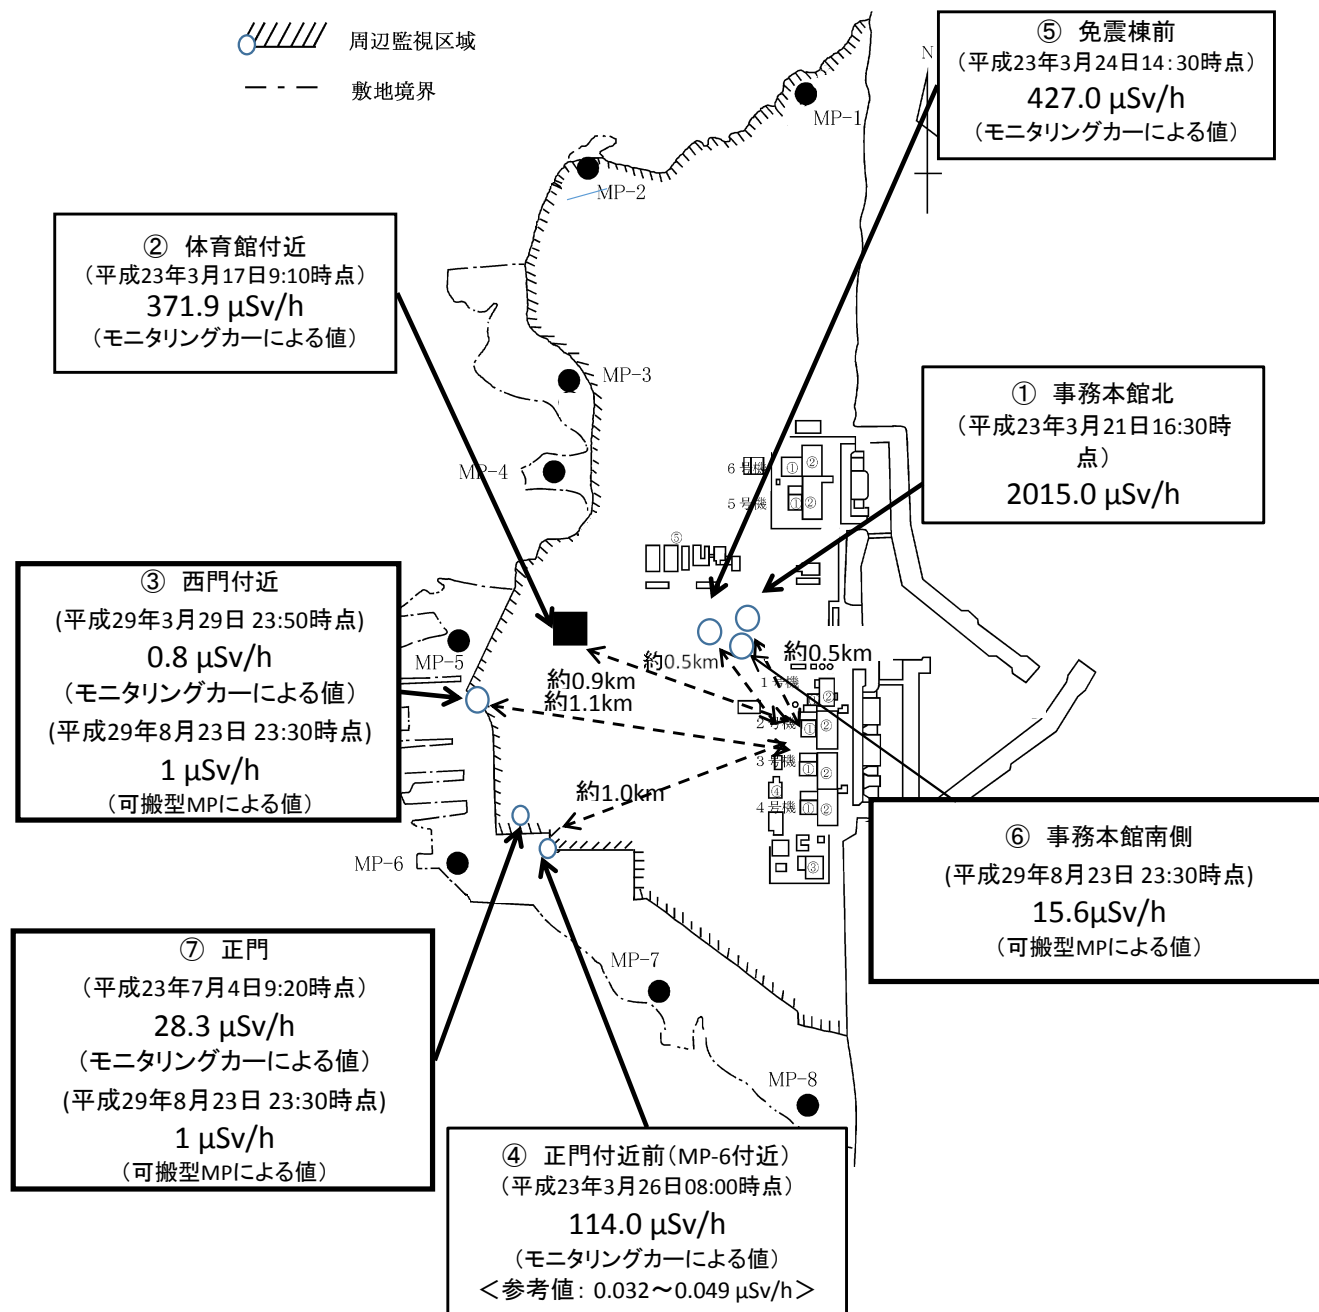 周辺監視区域
敷地境界
⑤ 免震棟前
（平成23年3月24日14:30時点）
427.0 µSv/h
（モニタリングカーによる値）
N
MP-1
MP-2
② 体育館付近
（平成23年3月17日9:10時点）
371.9 µSv/h
（モニタリングカーによる値）
MP-3
MP-4
① 事務本館北
（平成23年3月21日16:30時
点）
2015.0 µSv/h
6号機
① ②
5号機
① ②
⑤
③ 西門付近
(平成29年3月29日 23:50時点)
0.8 µSv/h
（モニタリングカーによる値）
(平成29年8月23日 23:30時点)
1 µSv/h
（可搬型MPによる値）
MP-5
約0.5km
約0.5km
約0.9km
約1.1km
約1.0km
1号機
②
2号機
① ②
3号機
① ②
④
4号機
① ②
③
MP-6
⑥ 事務本館南側
(平成29年8月23日 23:30時点)
15.6µSv/h
（可搬型MPによる値）
⑦ 正門
（平成23年7月4日9:20時点）
28.3 µSv/h
（モニタリングカーによる値）
(平成29年8月23日 23:30時点)
1 µSv/h
（可搬型MPによる値）
MP-7
MP-8
④ 正門付近前（MP-6付近）
（平成23年3月26日08:00時点）
114.0 µSv/h
（モニタリングカーによる値）
＜参考値: 0.032～0.049 µSv/h＞